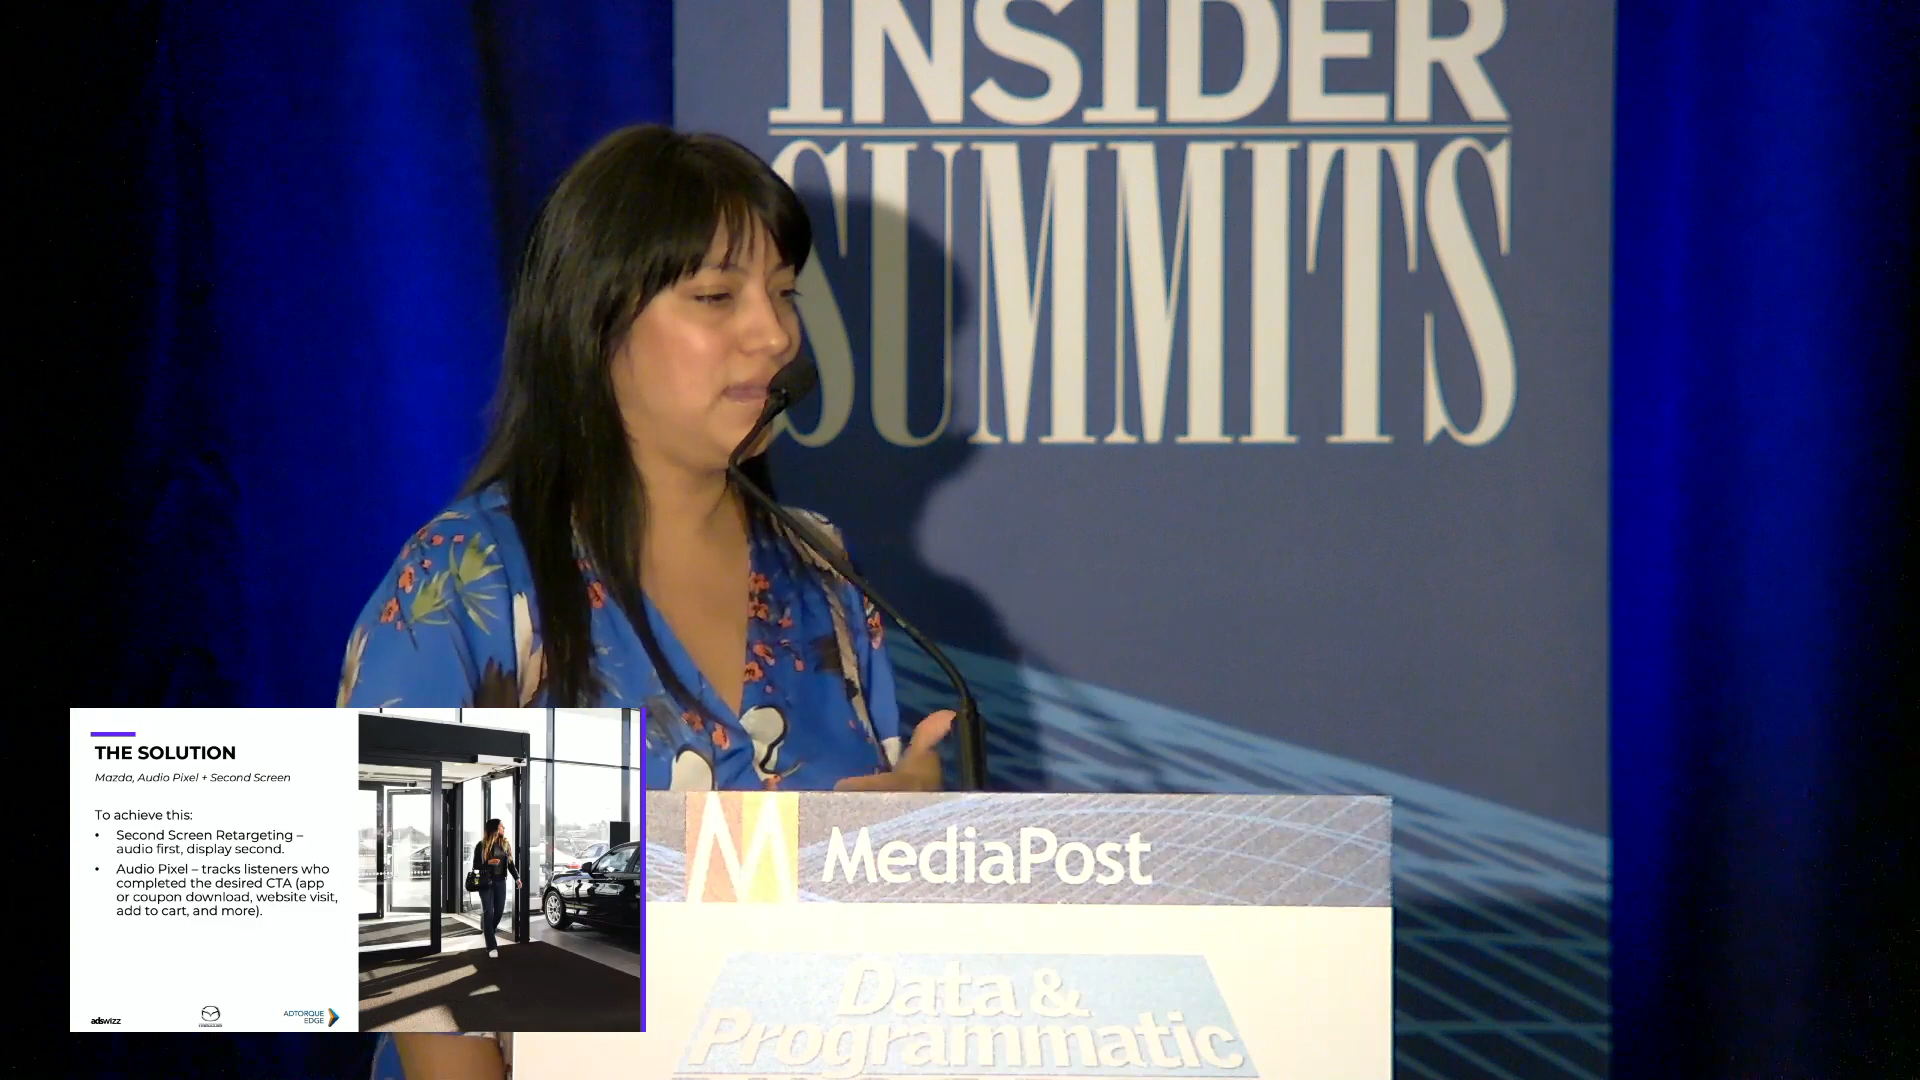 INSIDER
SUMMITS
THE SOLUTION
Mazda, Audio Pixel + Second Screen
To achieve this:
• Second Screen Retargeting –
audio first, display second.
• Audio Pixel – tracks listeners who
completed the desired CTA (app
or coupon download, website visit,
add to cart, and more).
adswizz
ADTORQUE
EDGE
M MediaPost
Data &
Programmatic